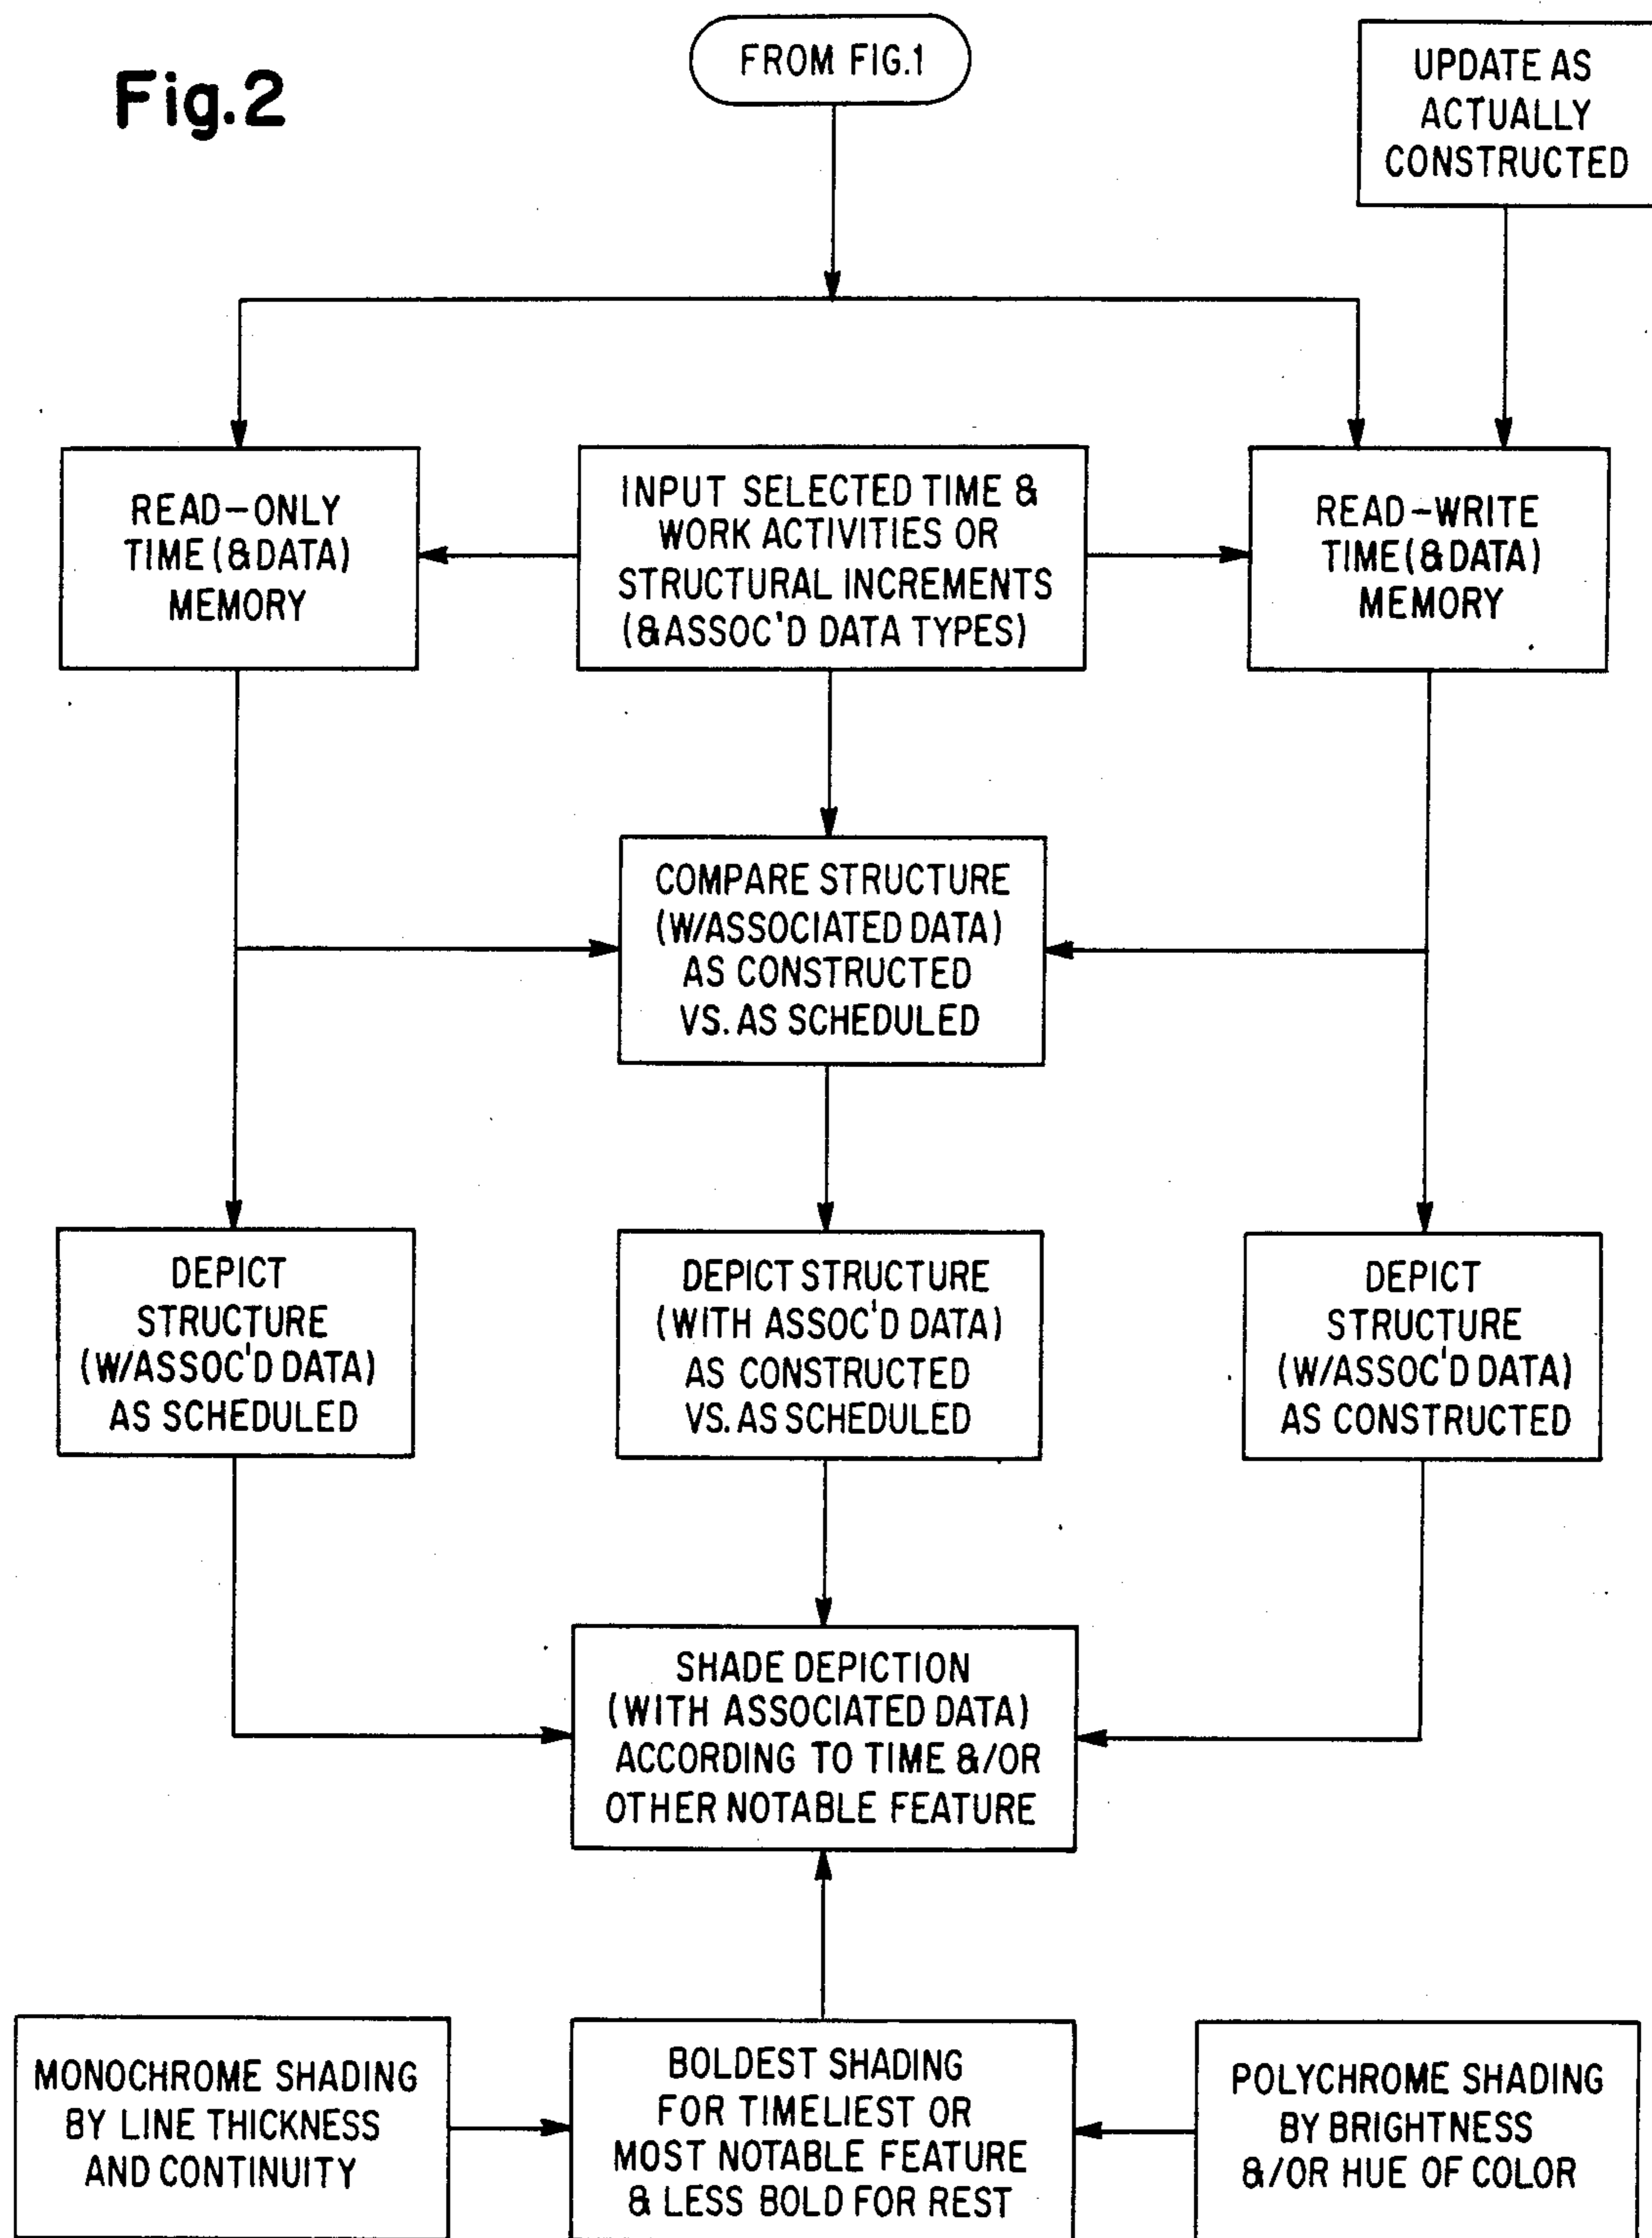 Fig.2
FROM FIG.1
UPDATE AS
ACTUALLY
CONSTRUCTED
READ-ONLY
TIME (& DATA)
MEMORY
INPUT SELECTED TIME &
WORK ACTIVITIES OR
STRUCTURAL INCREMENTS
(& ASSOC'D DATA TYPES)
READ-WRITE
TIME (& DATA)
MEMORY
COMPARE STRUCTURE
(W/ASSOCIATED DATA)
AS CONSTRUCTED
VS. AS SCHEDULED
DEPICT
STRUCTURE
(W/ASSOC'D DATA)
AS SCHEDULED
DEPICT STRUCTURE
(WITH ASSOC'D DATA)
AS CONSTRUCTED
VS. AS SCHEDULED
DEPICT
STRUCTURE
(W/ASSOC'D DATA)
AS CONSTRUCTED
SHADE DEPICTION
(WITH ASSOCIATED DATA)
ACCORDING TO TIME &/OR
OTHER NOTABLE FEATURE
MONOCHROME SHADING
BY LINE THICKNESS
AND CONTINUITY
BOLDEST SHADING
FOR TIMELIEST OR
MOST NOTABLE FEATURE
& LESS BOLD FOR REST
POLYCHROME SHADING
BY BRIGHTNESS
&/OR HUE OF COLOR